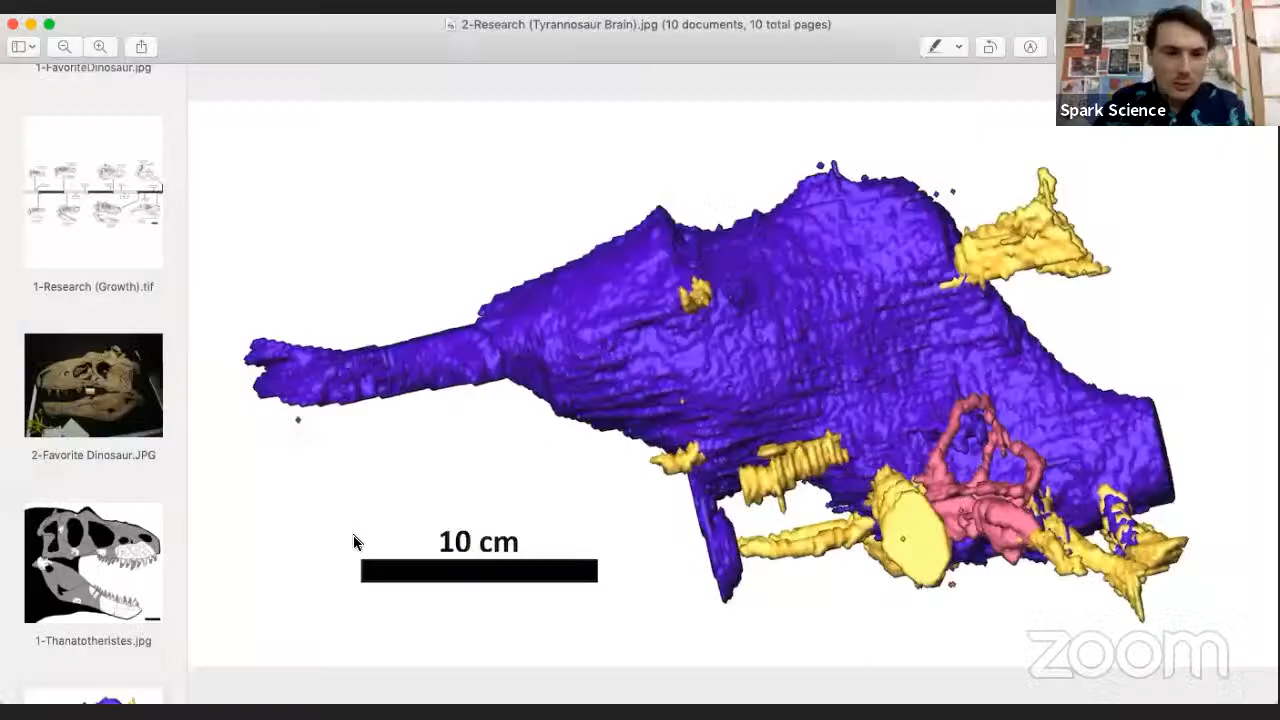 2-Research (Tyrannosaur Brain).jpg (10 documents, 10 total pages)
Spark Science
1-FavoriteDinosaur.jpg
1-Research (Growth).tif
2-Favorite Dinosaur.JPG
1-Thanatotheristes.jpg
10 cm
zoom